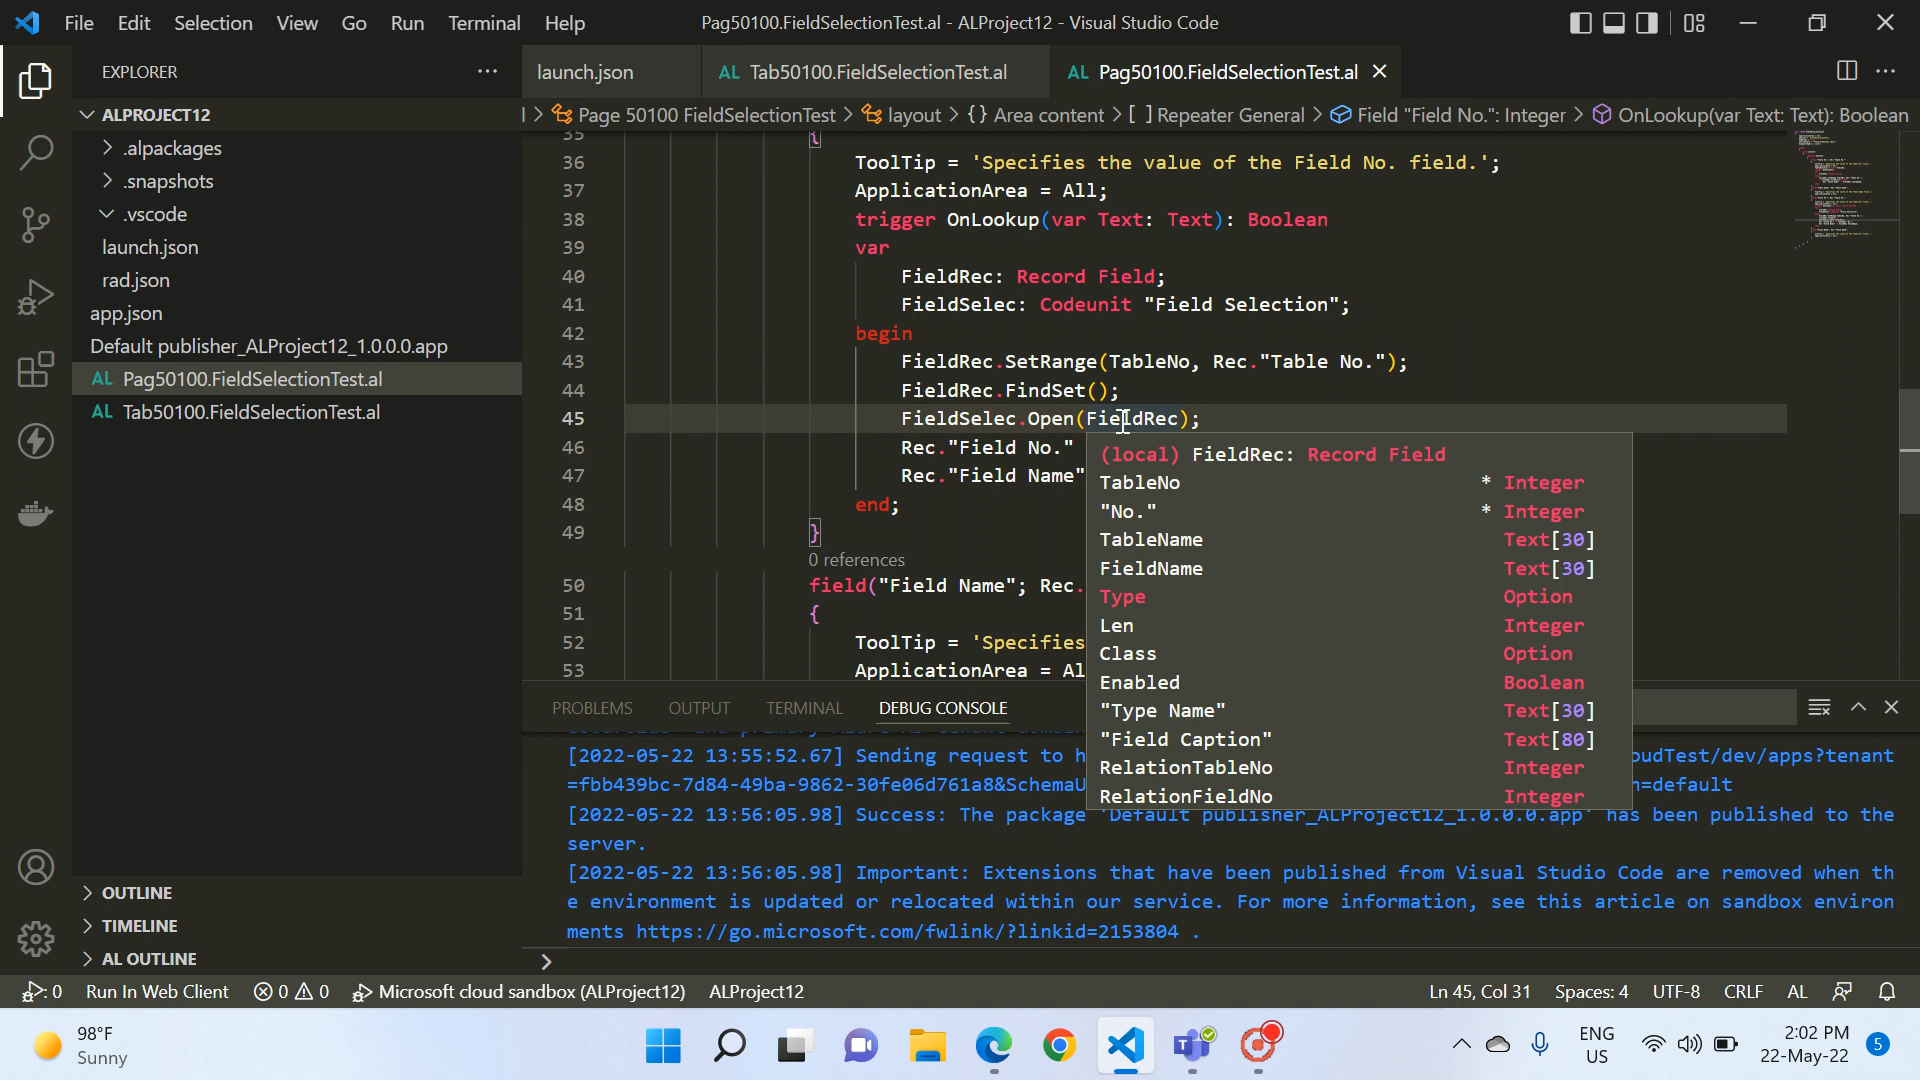 File Edit Selection View Go Run Terminal Help
Pag50100.FieldSelectionTest.al - ALProject12 - Visual Studio Code
EXPLORER
launch.json
AL Tab50100.FieldSelectionTest.al
AL Pag50100.FieldSelectionTest.al
ALPROJECT12
.alpackages
.snapshots
.vscode
launch.json
rad.json
app.json
Default publisher_ALProject12_1.0.0.0.app
AL Pag50100.FieldSelectionTest.al
AL Tab50100.FieldSelectionTest.al
OUTLINE
TIMELINE
AL OUTLINE
Page 50100 FieldSelectionTest > layout > {} Area content > [ ] Repeater General > Field "Field No.": Integer > OnLookup(var Text: Text): Boolean
35 {
36 ToolTip = 'Specifies the value of the Field No. field.';
37 ApplicationArea = All;
38 trigger OnLookup(var Text: Text): Boolean
39 var
40 FieldRec: Record Field;
41 FieldSelec: Codeunit "Field Selection";
42 begin
43 FieldRec.SetRange(TableNo, Rec."Table No.");
44 FieldRec.FindSet();
45 FieldSelec.Open(FieldRec);
46 Rec."Field No."
47 Rec."Field Name"
48 end;
49 }
0 references
50 field("Field Name"; Rec.
51 {
52 ToolTip = 'Specifies
53 ApplicationArea = Al
(local) FieldRec: Record Field
TableNo * Integer
"No." * Integer
TableName Text[30]
FieldName Text[30]
Type Option
Len Integer
Class Option
Enabled Boolean
"Type Name" Text[30]
"Field Caption" Text[80]
RelationTableNo Integer
RelationFieldNo Integer
PROBLEMS OUTPUT TERMINAL DEBUG CONSOLE
[2022-05-22 13:55:52.67] Sending request to h oudTest/dev/apps?tenant
=fbb439bc-7d84-49ba-9862-30fe06d761a8&SchemaU n=default
[2022-05-22 13:56:05.98] Success: The package 'Default publisher_ALProject12_1.0.0.0.app' has been published to the
server.
[2022-05-22 13:56:05.98] Important: Extensions that have been published from Visual Studio Code are removed when th
e environment is updated or relocated within our service. For more information, see this article on sandbox environ
ments https://go.microsoft.com/fwlink/?linkid=2153804 .
0 Run In Web Client 0 0 Microsoft cloud sandbox (ALProject12) ALProject12
Ln 45, Col 31 Spaces: 4 UTF-8 CRLF AL
98°F
Sunny
ENG
US
2:02 PM
22-May-22
5